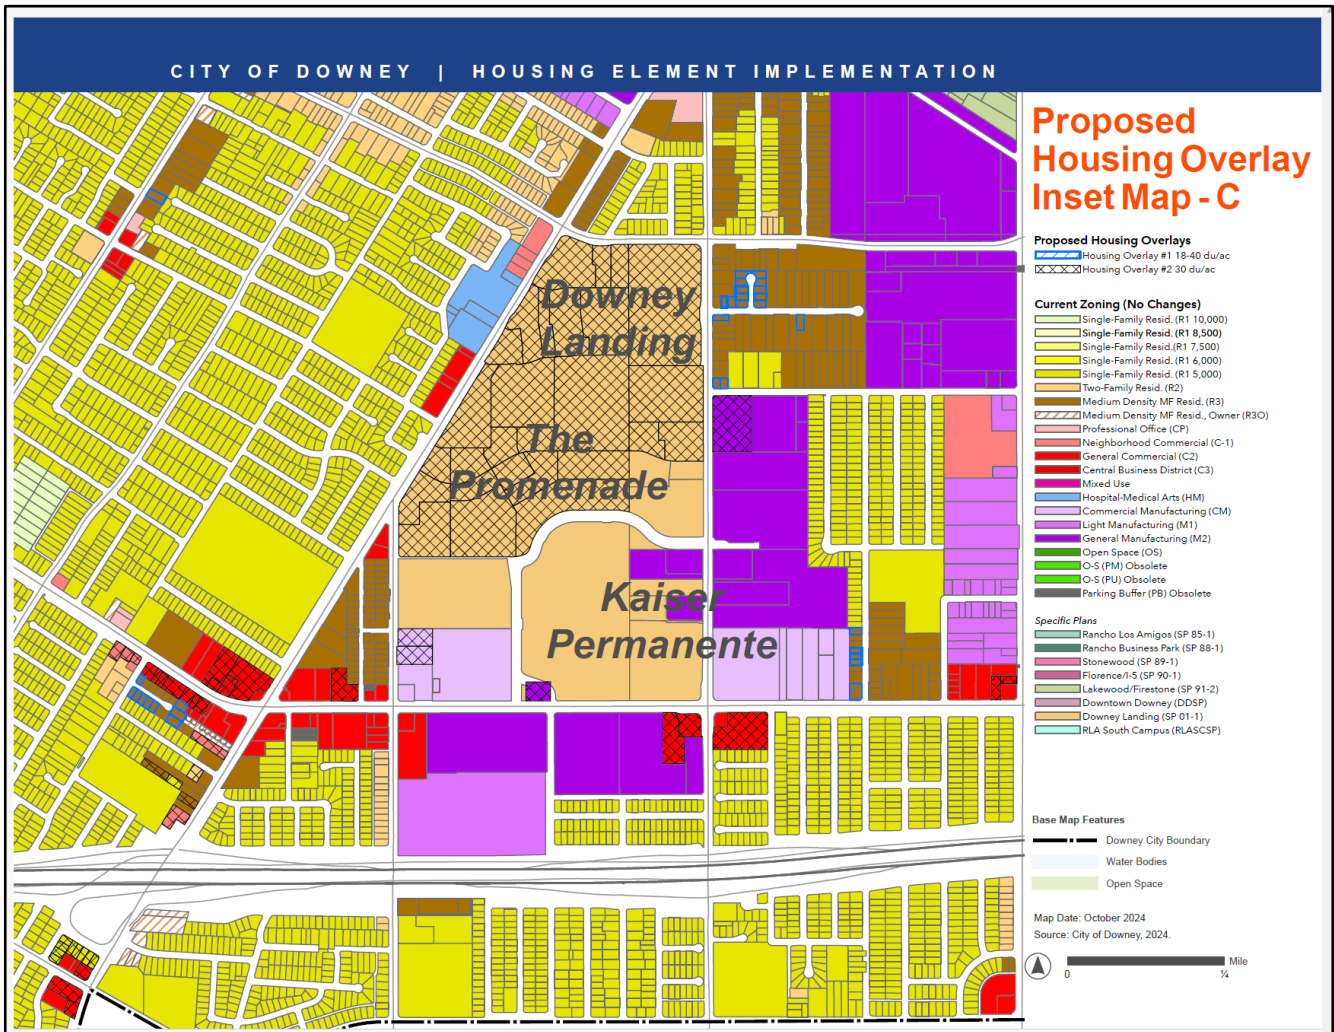 CITY OF DOWNEY | HOUSING ELEMENT IMPLEMENTATION
Proposed
Housing Overlay
Inset Map - C
Proposed Housing Overlays
Housing Overlay #1 18-40 du/ac
Housing Overlay #2 30 du/ac
Current Zoning (No Changes)
Single-Family Resid. (R1 10,000)
Single-Family Resid. (R1 8,500)
Single-Family Resid.(R1 7,500)
Single-Family Resid. (R1 6,000)
Single-Family Resid. (R1 5,000)
Two-Family Resid. (R2)
Medium Density MF Resid. (R3)
Medium Density MF Resid., Owner (R3O)
Professional Office (CP)
Neighborhood Commercial (C-1)
General Commercial (C2)
Central Business District (C3)
Mixed Use
Hospital-Medical Arts (HM)
Commercial Manufacturing (CM)
Light Manufacturing (M1)
General Manufacturing (M2)
Open Space (OS)
O-S (PM) Obsolete
O-S (PU) Obsolete
Parking Buffer (PB) Obsolete
Specific Plans
Rancho Los Amigos (SP 85-1)
Rancho Business Park (SP 88-1)
Stonewood (SP 89-1)
Florence/I-5 (SP 90-1)
Lakewood/Firestone (SP 91-2)
Downtown Downey (DDSP)
Downey Landing (SP 01-1)
RLA South Campus (RLASCSP)
Base Map Features
Downey City Boundary
Water Bodies
Open Space
Map Date: October 2024
Source: City of Downey, 2024.
Mile
0
¼
Downey
Landing
The
Promenade
Kaiser
Permanente